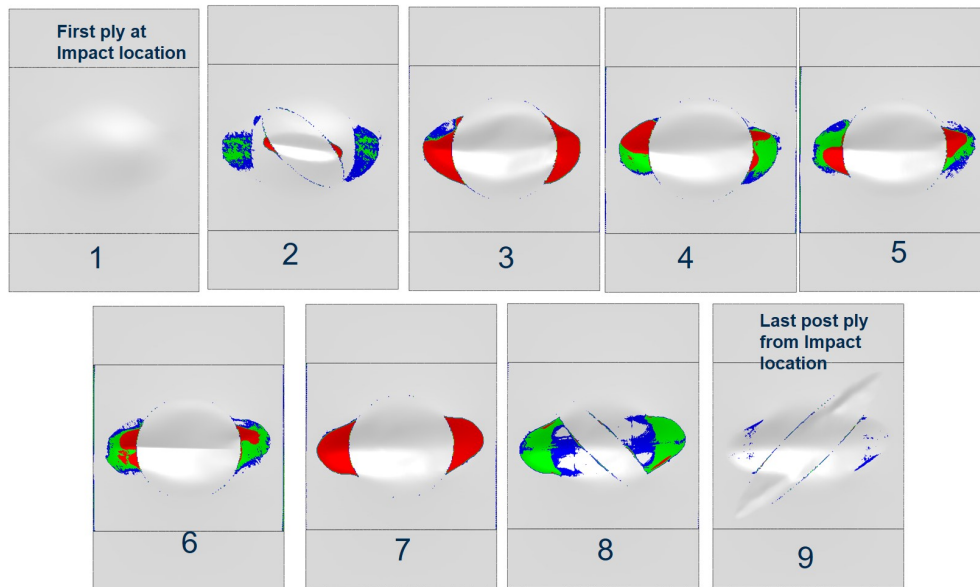 First ply at
Impact location
1
2
3
4
5
6
7
8
Last post ply
from Impact
location
9